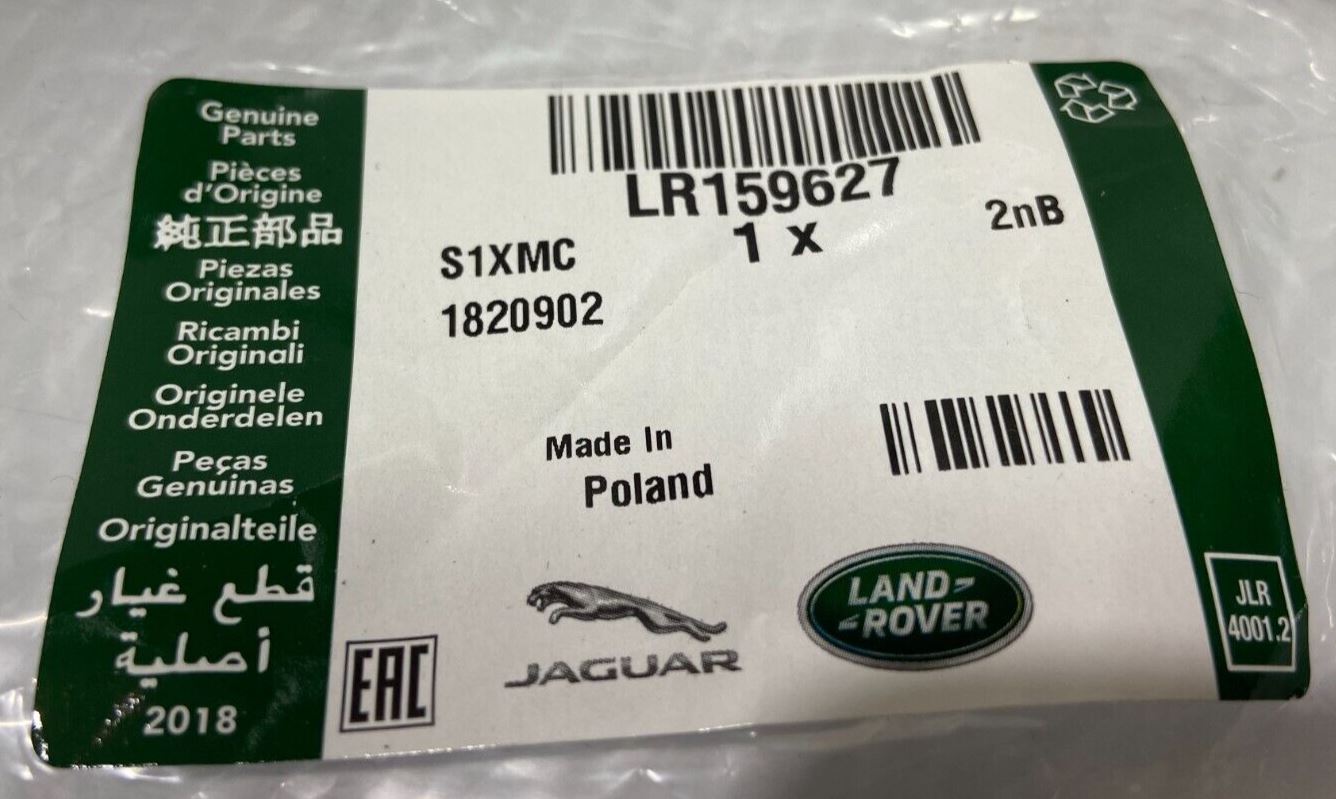 Genuine
Parts
Pièces
d'Origine
純正部品
Piezas
Originales
Ricambi
Originali
Originele
Onderdelen
Peças
Genuinas
Originalteile
قطع غيار
أصلية
2018
LR159627
1 x
2nB
S1XMC
1820902
Made In
Poland
EAC
JAGUAR
LAND
ROVER
JLR
4001.2